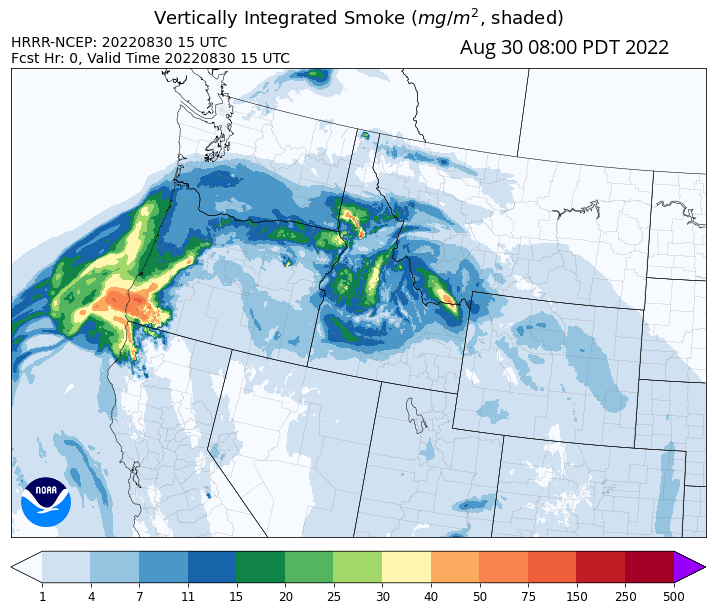 Vertically Integrated Smoke (mg/m², shaded)
HRRR-NCEP: 20220830 15 UTC
Fcst Hr: 0, Valid Time 20220830 15 UTC
Aug 30 08:00 PDT 2022
NOAA
1 4 7 11 15 20 25 30 40 50 75 150 250 500